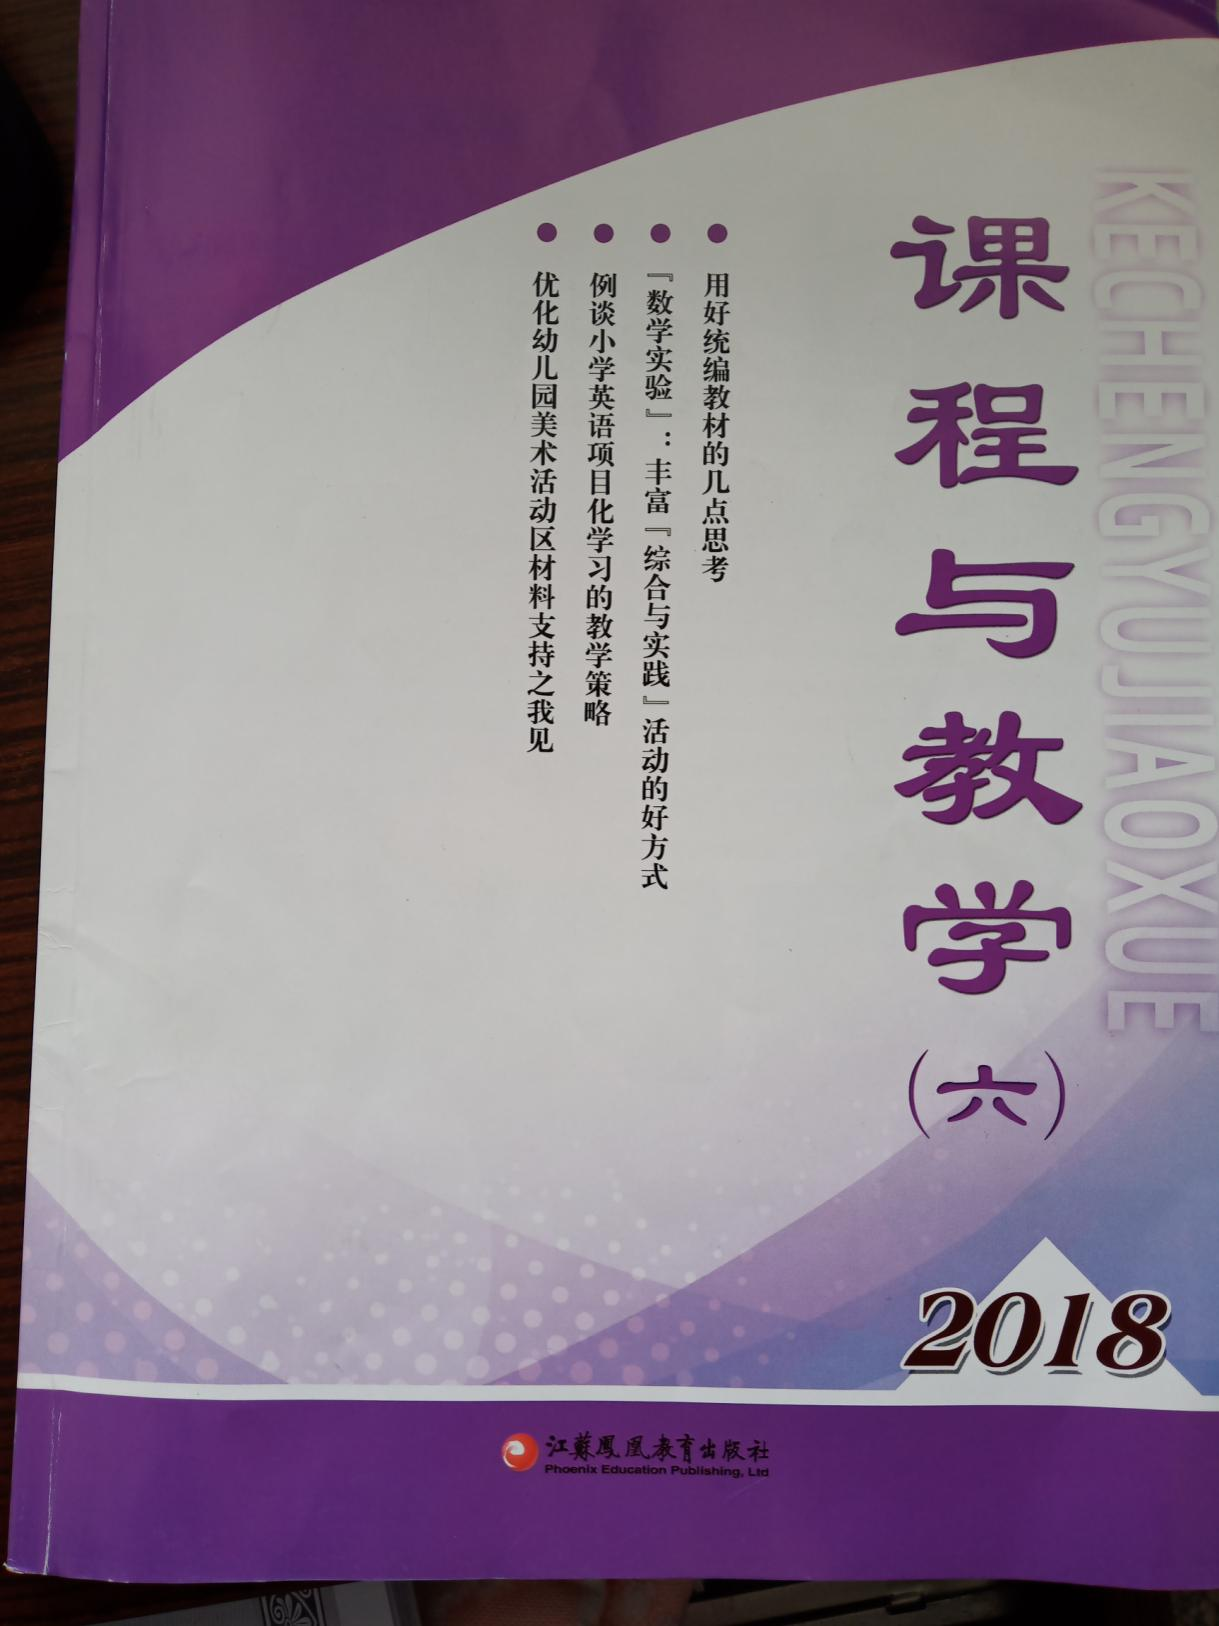 课程与教学(六)
KECHENGYUJIAOXUE
● 用好统编教材的几点思考
● 『数学实验』：丰富『综合与实践』活动的好方式
● 例谈小学英语项目化学习的教学策略
● 优化幼儿园美术活动区材料支持之我见
2018
江苏鳳凰教育出版社
Phoenix Education Publishing, Ltd